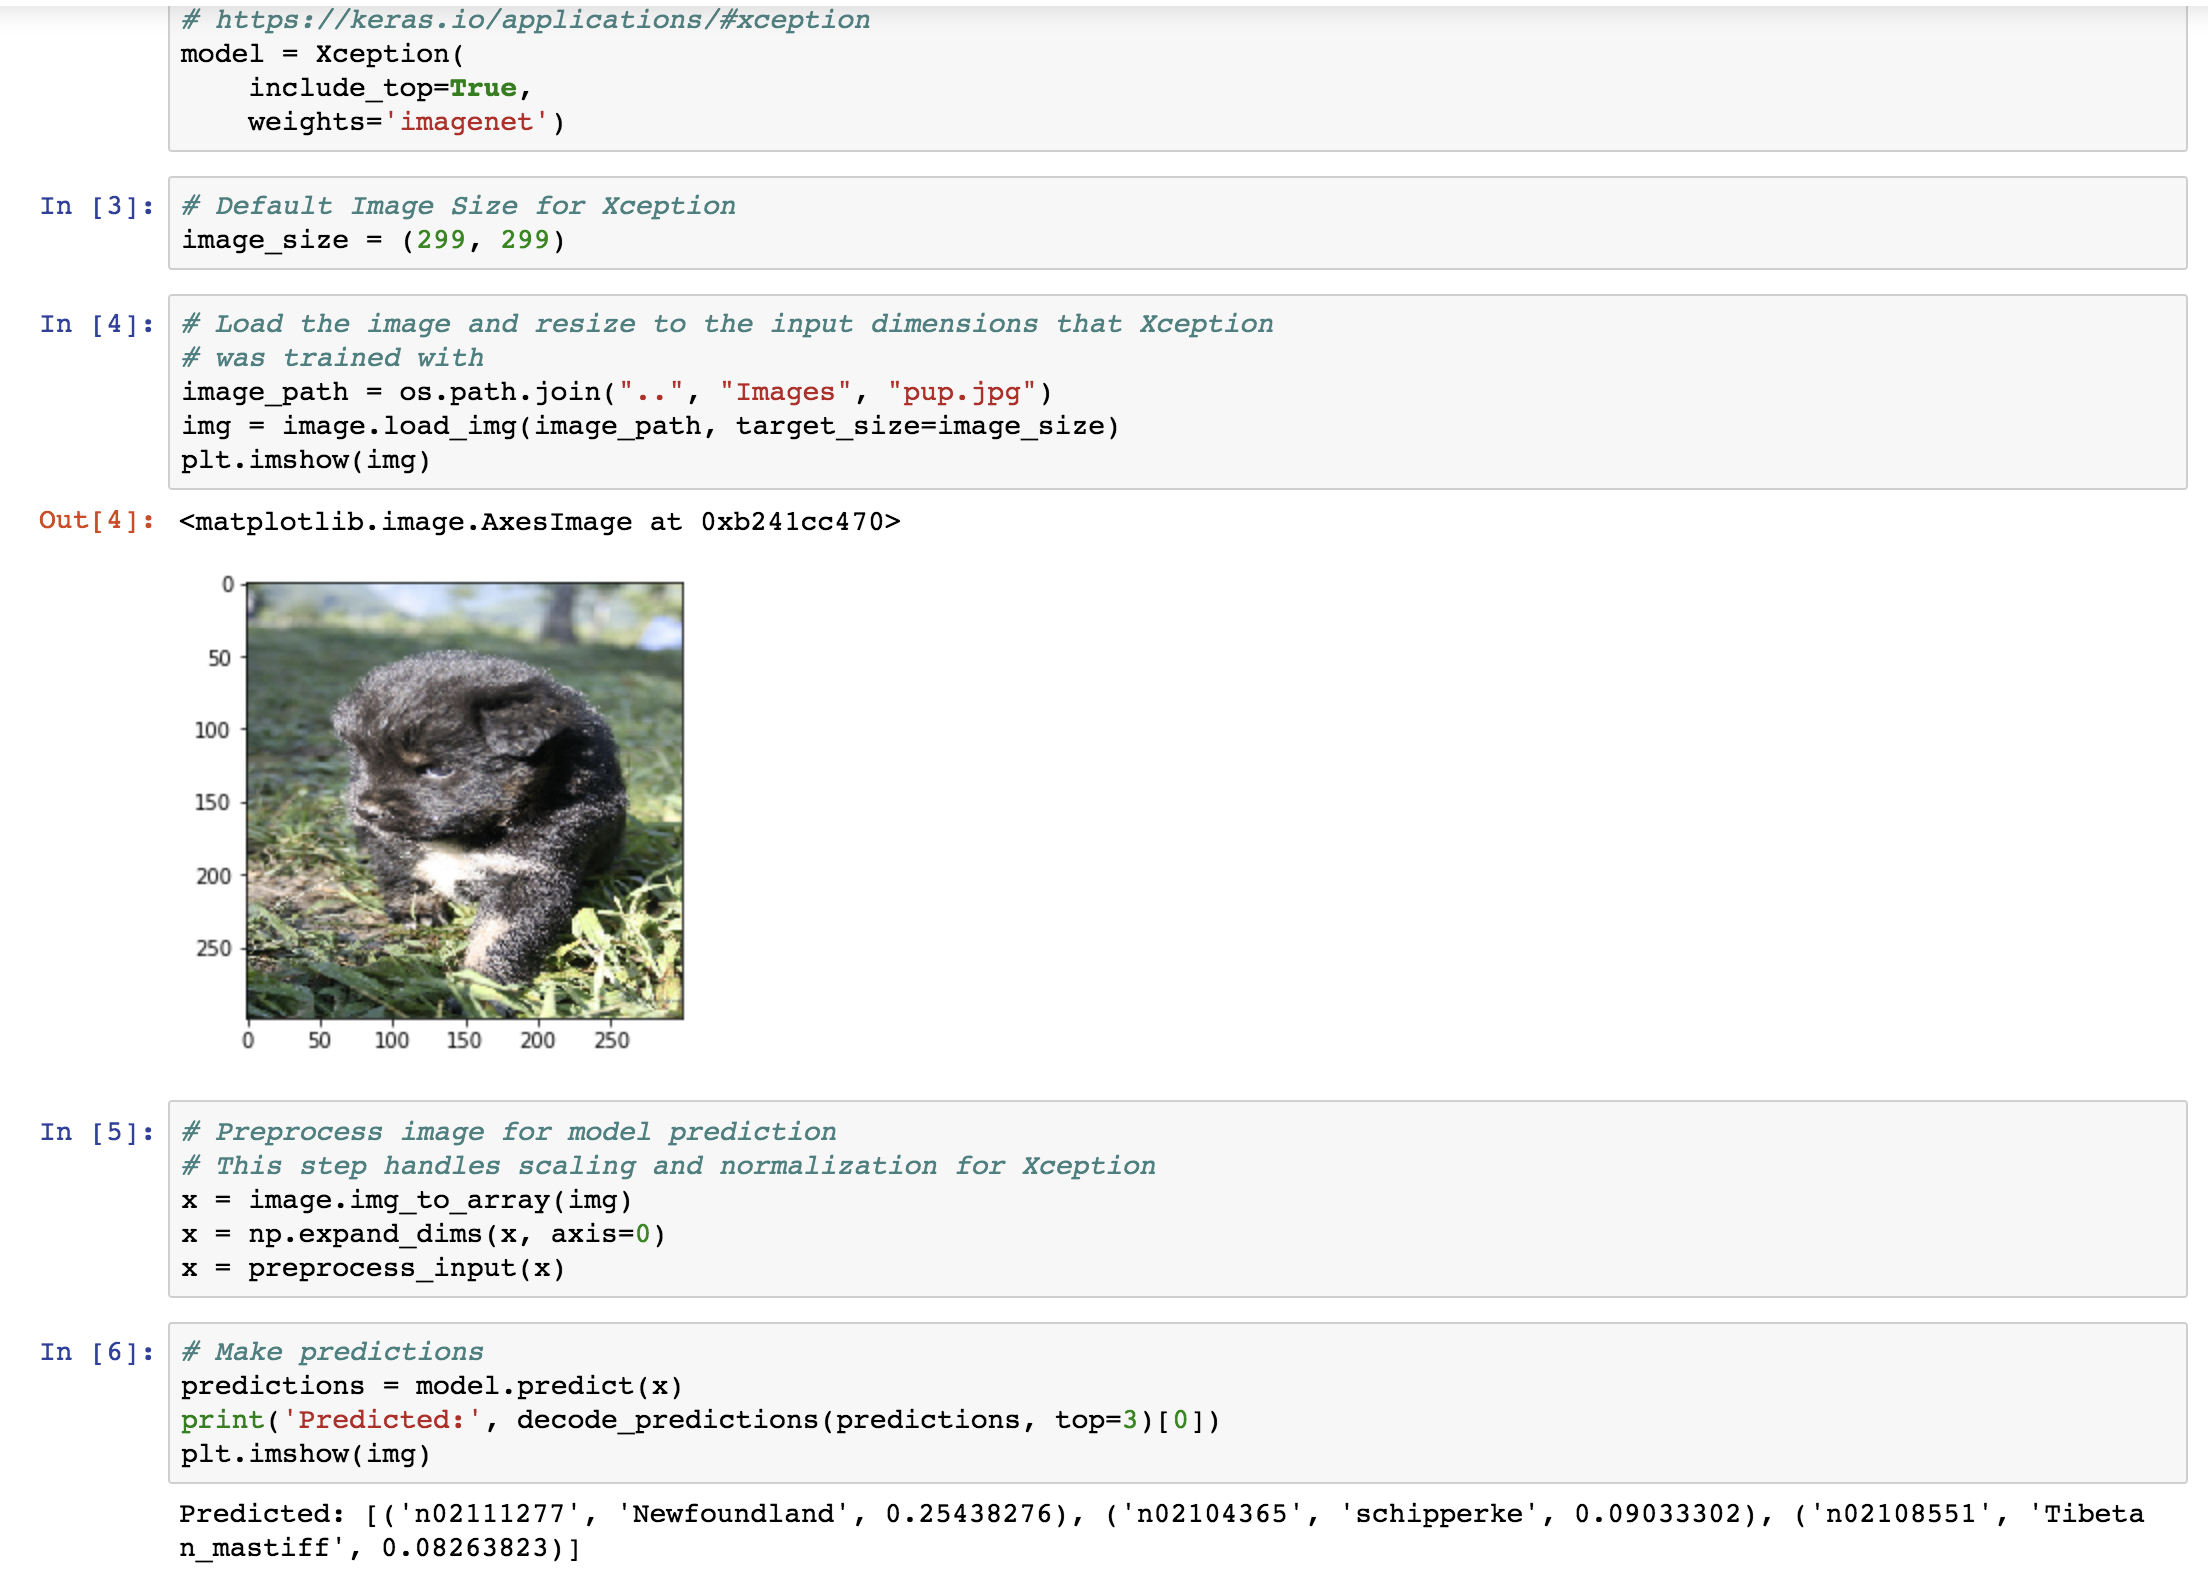 # https://keras.io/applications/#xception
model = Xception(
    include_top=True,
    weights='imagenet')
In [3]: # Default Image Size for Xception
image_size = (299, 299)
In [4]: # Load the image and resize to the input dimensions that Xception
# was trained with
image_path = os.path.join("..", "Images", "pup.jpg")
img = image.load_img(image_path, target_size=image_size)
plt.imshow(img)
Out[4]: <matplotlib.image.AxesImage at 0xb241cc470>
0
50
100
150
200
250
0 50 100 150 200 250
In [5]: # Preprocess image for model prediction
# This step handles scaling and normalization for Xception
x = image.img_to_array(img)
x = np.expand_dims(x, axis=0)
x = preprocess_input(x)
In [6]: # Make predictions
predictions = model.predict(x)
print('Predicted:', decode_predictions(predictions, top=3)[0])
plt.imshow(img)
Predicted: [('n02111277', 'Newfoundland', 0.25438276), ('n02104365', 'schipperke', 0.09033302), ('n02108551', 'Tibeta
n_mastiff', 0.08263823)]